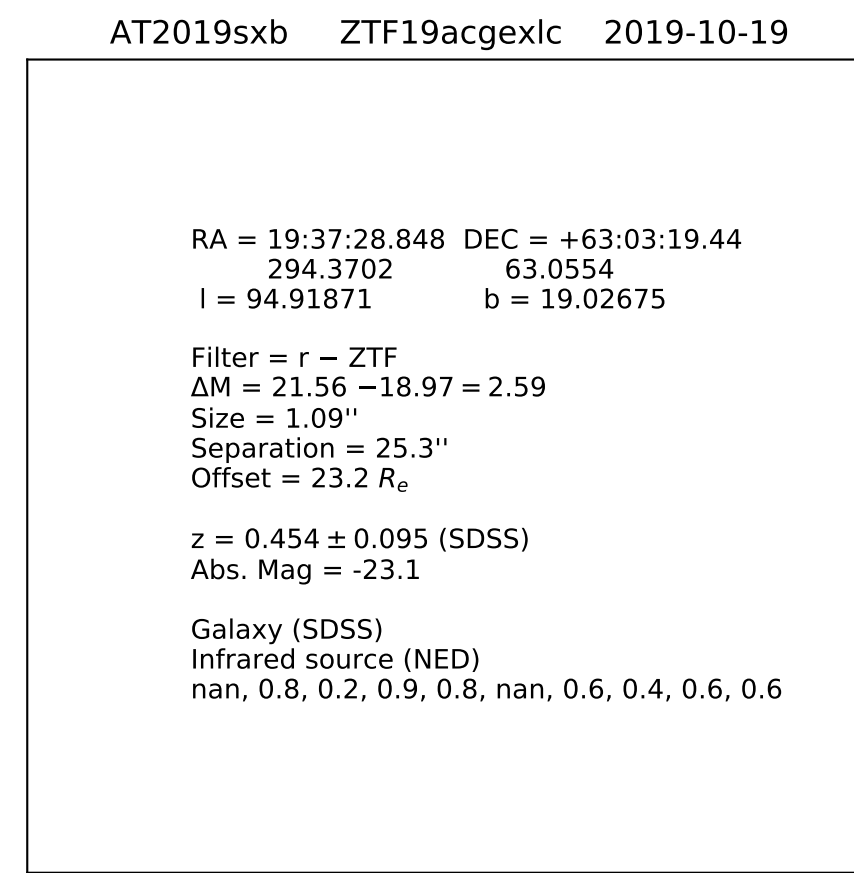 AT2019sxb ZTF19acgexlc 2019-10-19
RA = 19:37:28.848 DEC = +63:03:19.44
294.3702 63.0554
l = 94.91871 b = 19.02675
Filter = r − ZTF
ΔM = 21.56 −18.97 = 2.59
Size = 1.09''
Separation = 25.3''
Offset = 23.2 Rₑ
z = 0.454 ± 0.095 (SDSS)
Abs. Mag = -23.1
Galaxy (SDSS)
Infrared source (NED)
nan, 0.8, 0.2, 0.9, 0.8, nan, 0.6, 0.4, 0.6, 0.6